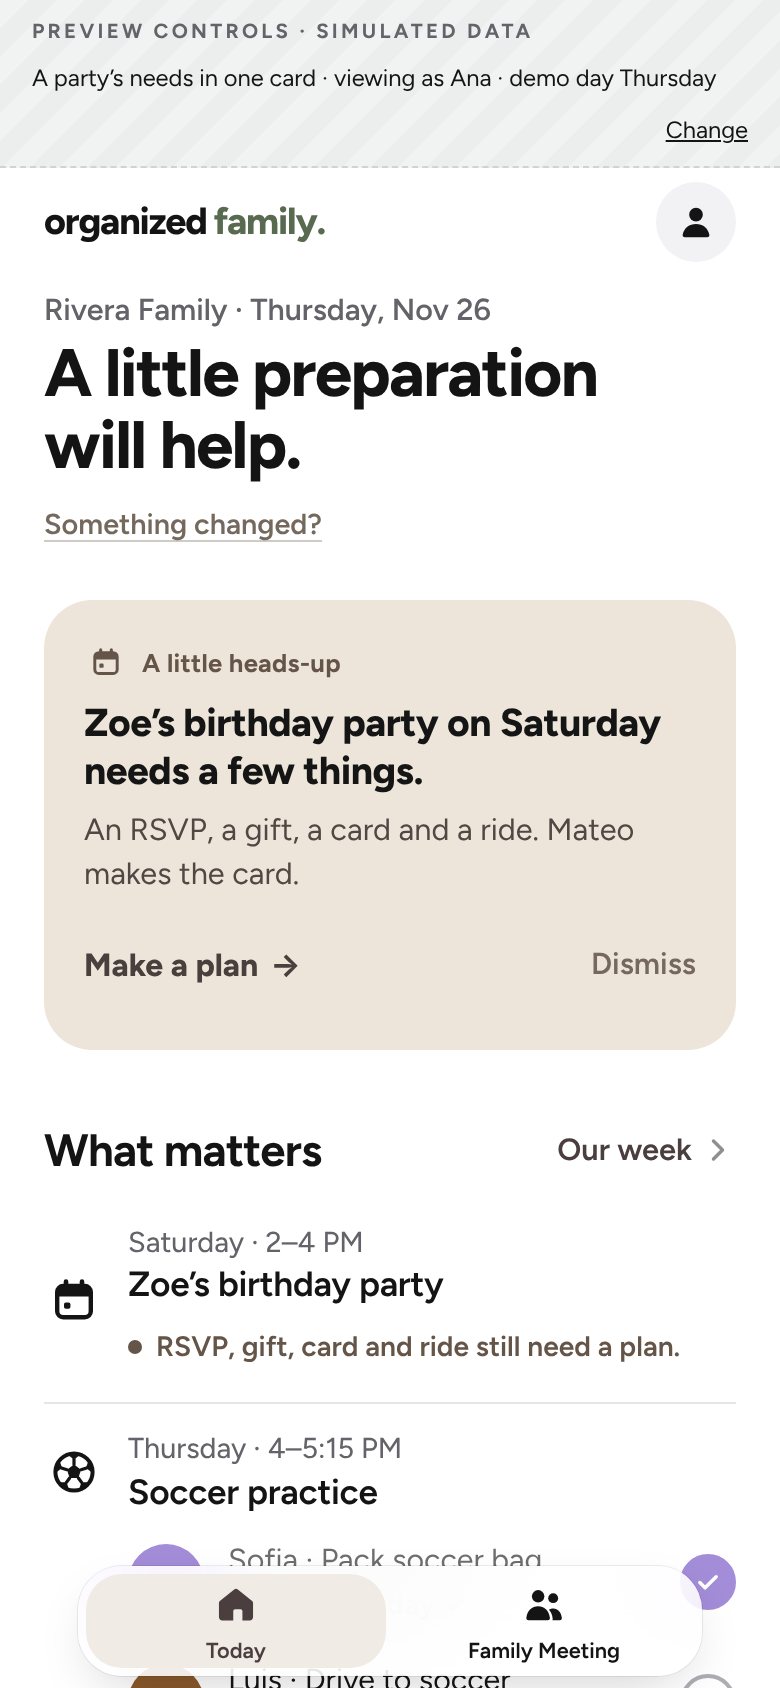 PREVIEW CONTROLS · SIMULATED DATA
A party’s needs in one card · viewing as Ana · demo day Thursday
Change
organized family.
Rivera Family · Thursday, Nov 26
A little preparation
will help.
Something changed?
A little heads-up
Zoe’s birthday party on Saturday
needs a few things.
An RSVP, a gift, a card and a ride. Mateo
makes the card.
Make a plan →
Dismiss
What matters
Our week
Saturday · 2–4 PM
Zoe’s birthday party
RSVP, gift, card and ride still need a plan.
Thursday · 4–5:15 PM
Soccer practice
Sofia · Pack soccer bag
Today
Family Meeting
Luis · Drive to soccer